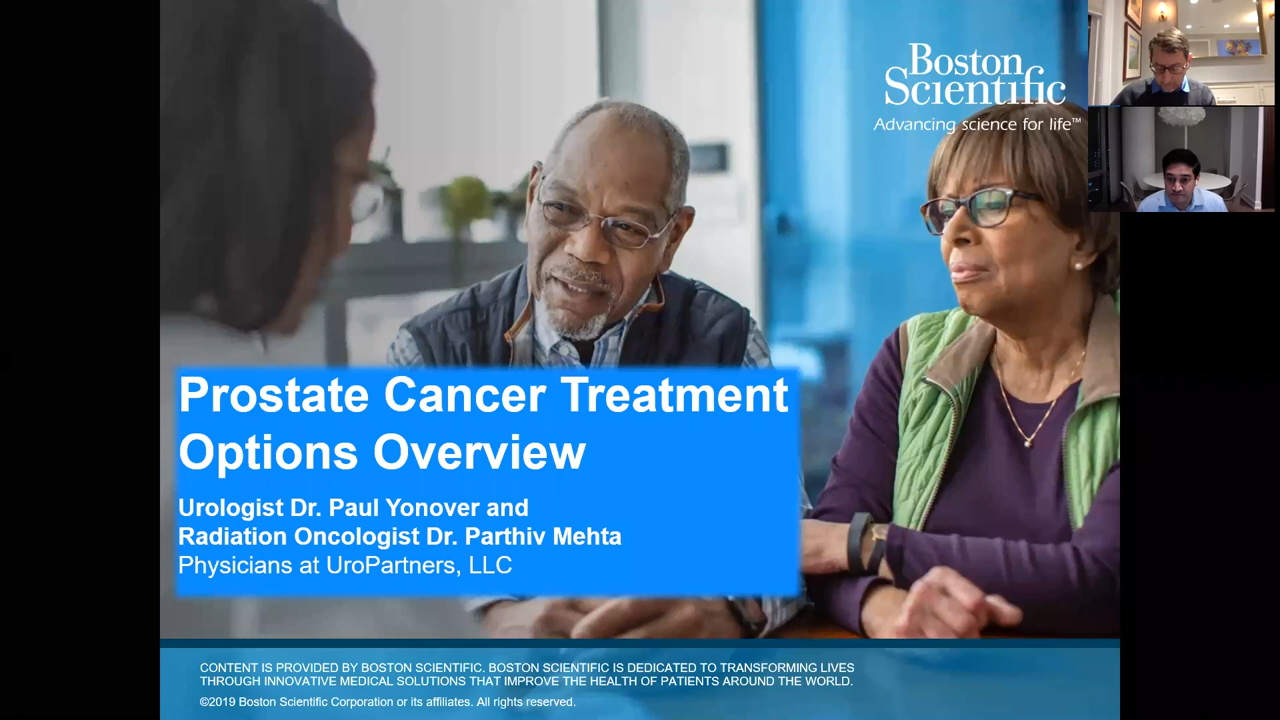 Boston
Scientific
Advancing science for life™
Prostate Cancer Treatment
Options Overview
Urologist Dr. Paul Yonover and
Radiation Oncologist Dr. Parthiv Mehta
Physicians at UroPartners, LLC
CONTENT IS PROVIDED BY BOSTON SCIENTIFIC. BOSTON SCIENTIFIC IS DEDICATED TO TRANSFORMING LIVES
THROUGH INNOVATIVE MEDICAL SOLUTIONS THAT IMPROVE THE HEALTH OF PATIENTS AROUND THE WORLD.
©2019 Boston Scientific Corporation or its affiliates. All rights reserved.